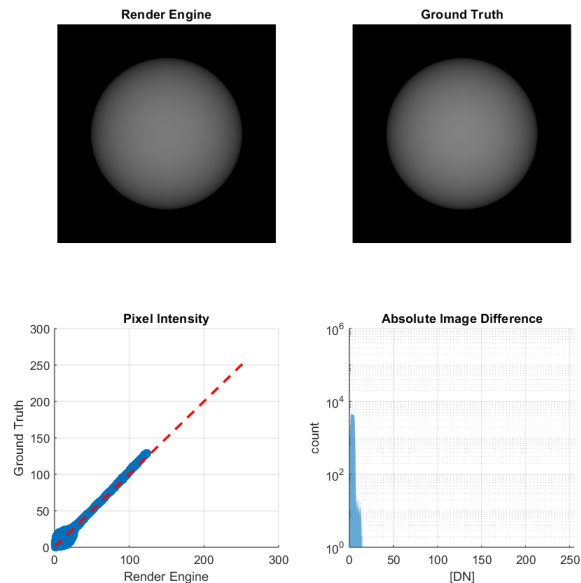 Render Engine
Ground Truth
Pixel Intensity
300
250
200
150
100
50
0
0
100
200
300
Ground Truth
Render Engine
Absolute Image Difference
10^6
10^4
10^2
10^0
0
50
100
150
200
250
count
[DN]